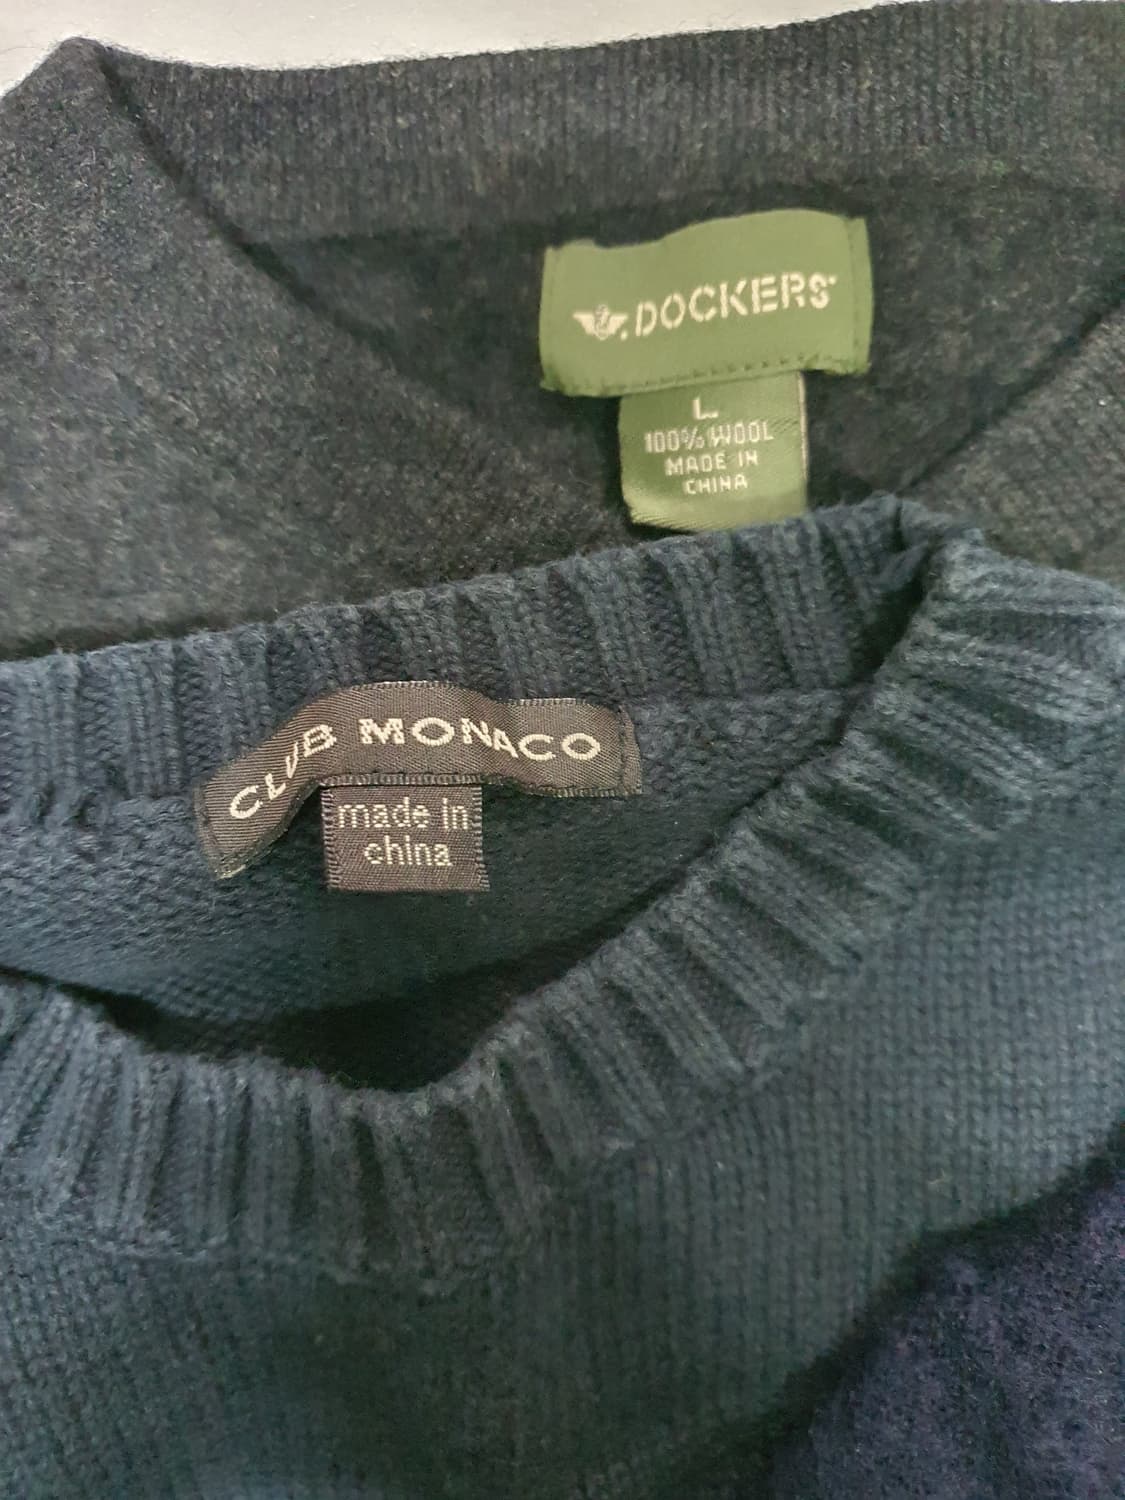 DOCKERS
L
100% WOOL
MADE IN
CHINA
CLUB MONACO
made in
china